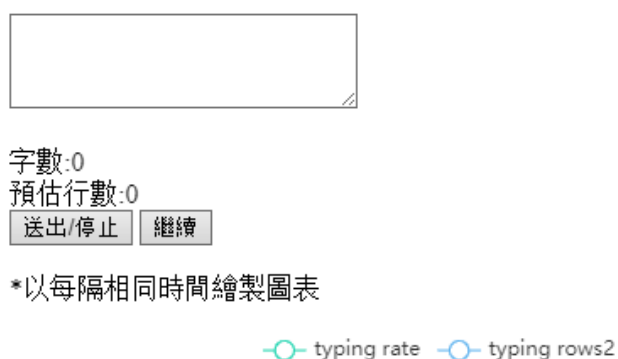 字數:0
預估行數:0
送出/停止 繼續
*以每隔相同時間繪製圖表
typing rate typing rows2